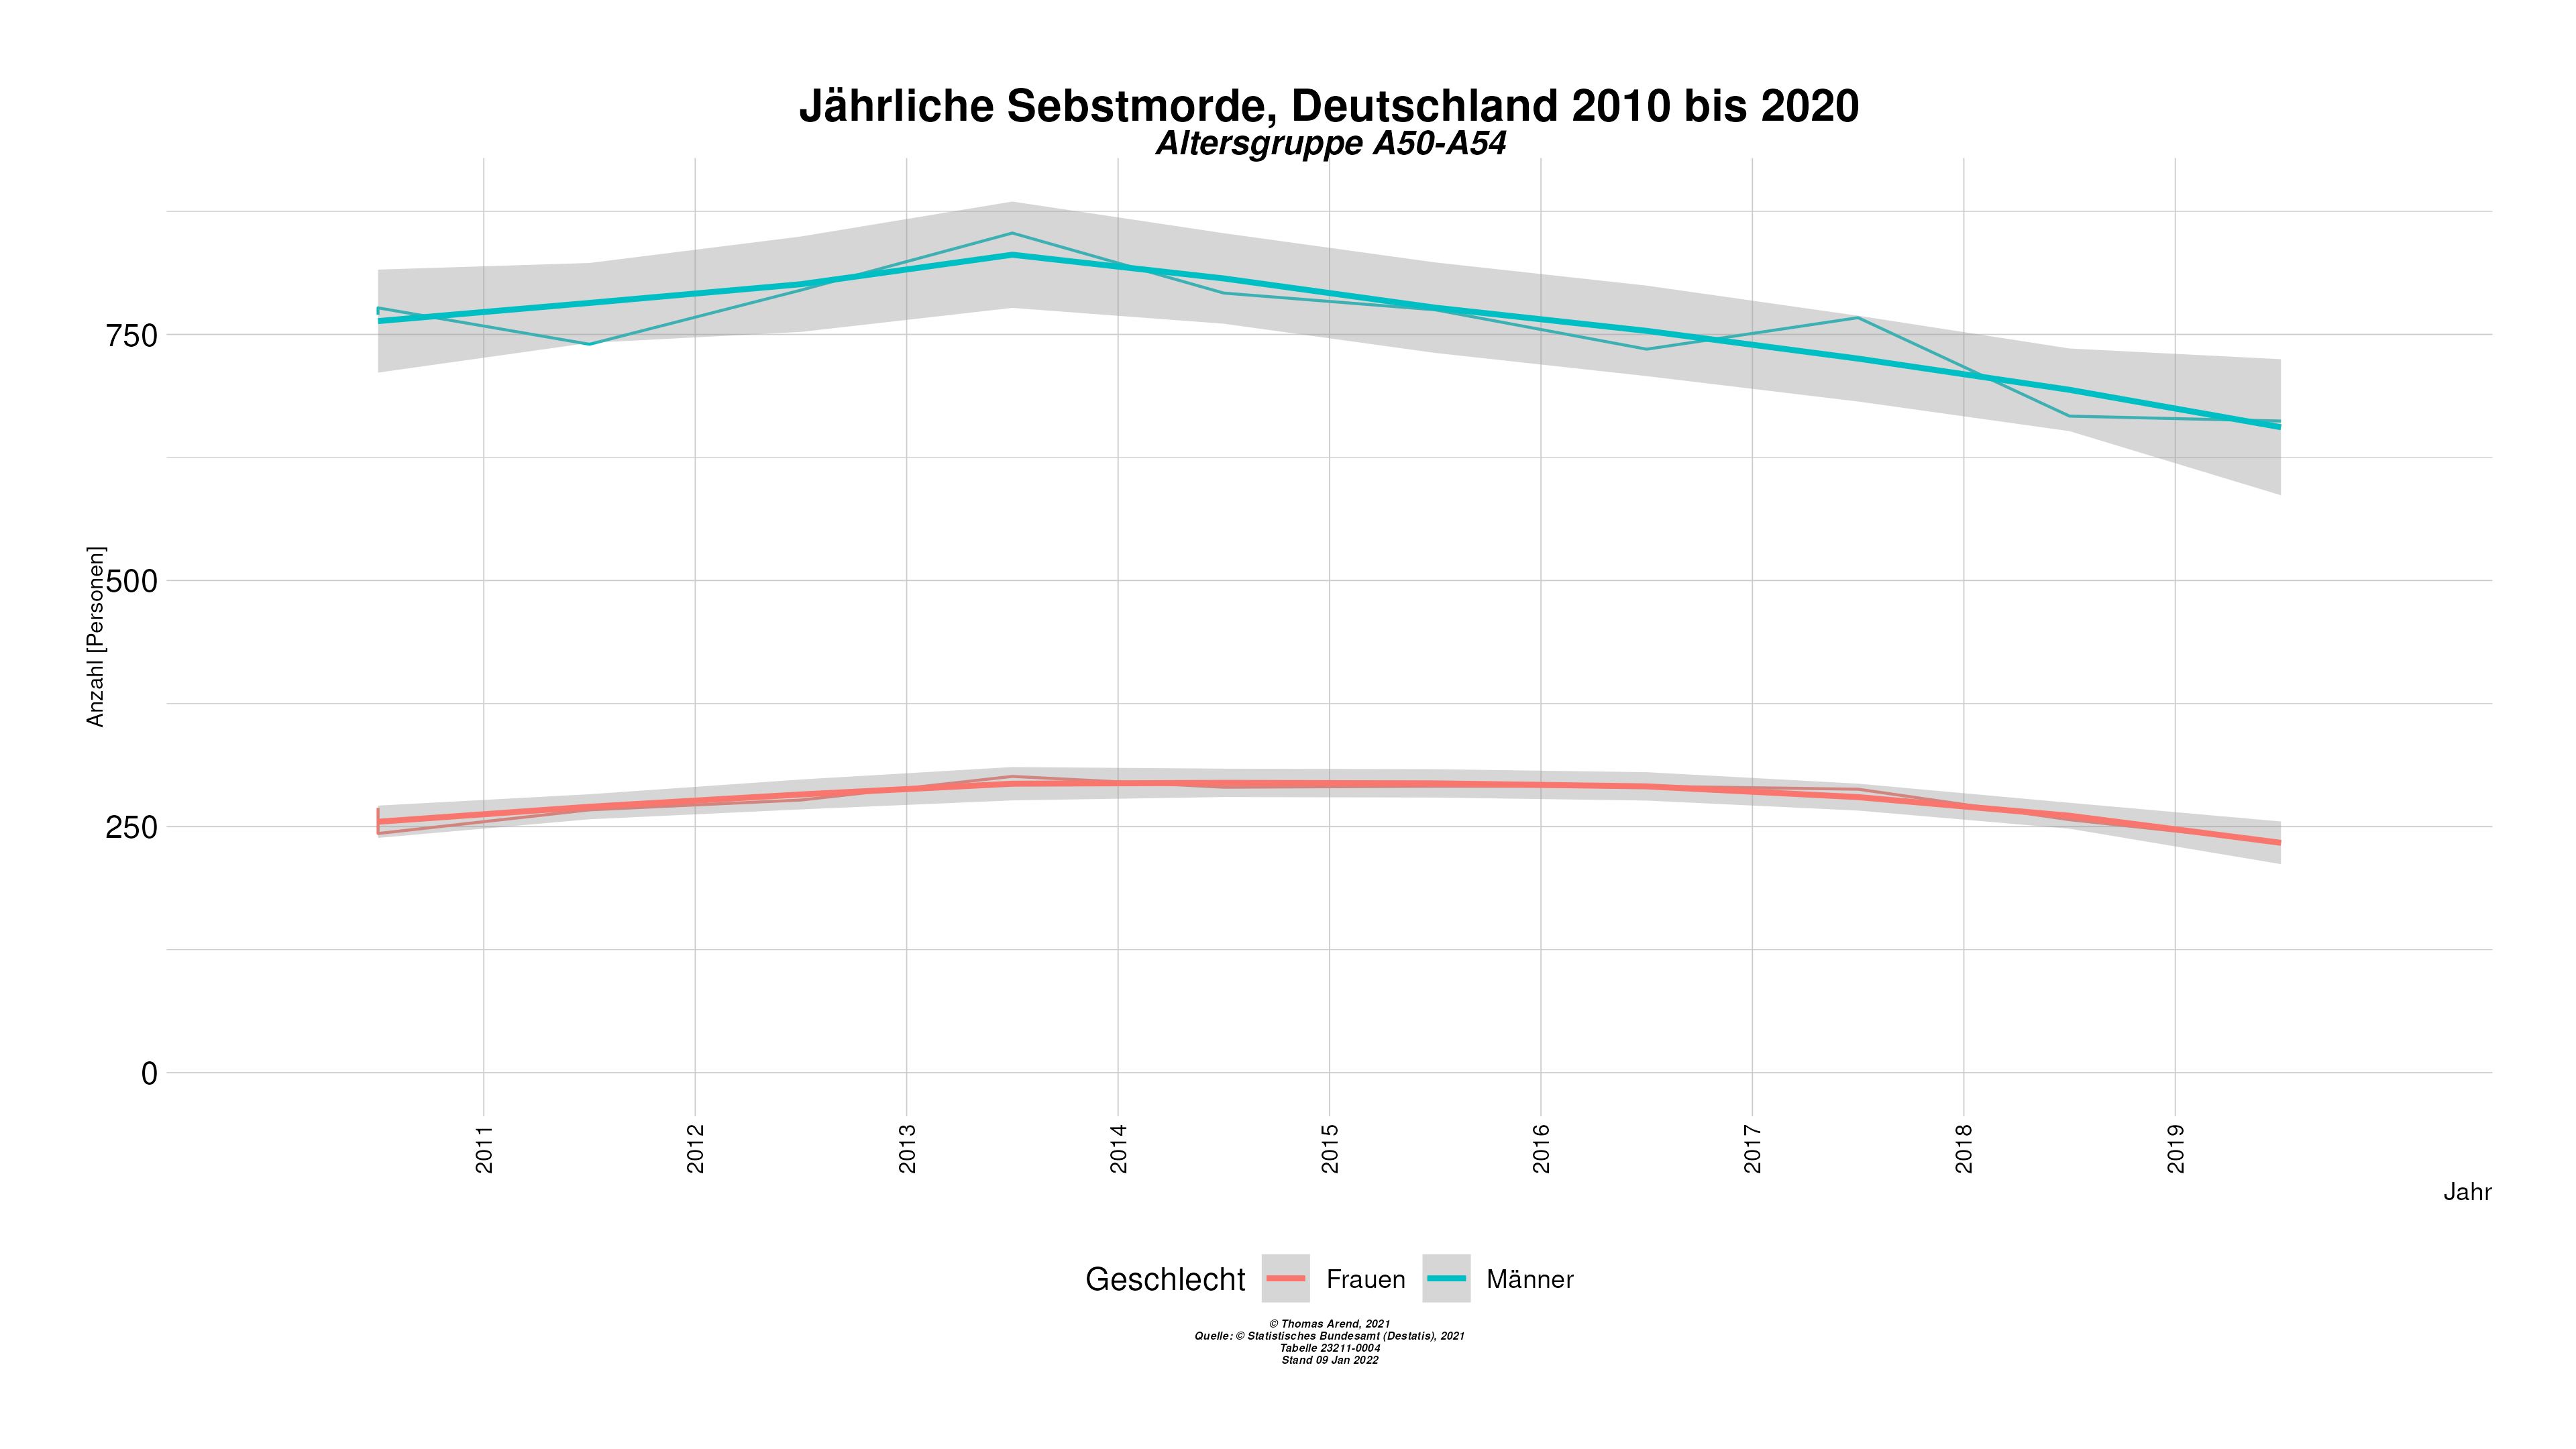 Jährliche Sebstmorde, Deutschland 2010 bis 2020
Altersgruppe A50-A54
Anzahl [Personen]
750
500
250
0
2011
2012
2013
2014
2015
2016
2017
2018
2019
Jahr
Geschlecht Frauen Männer
© Thomas Arend, 2021
Quelle: © Statistisches Bundesamt (Destatis), 2021
Tabelle 23211-0004
Stand 09 Jan 2022